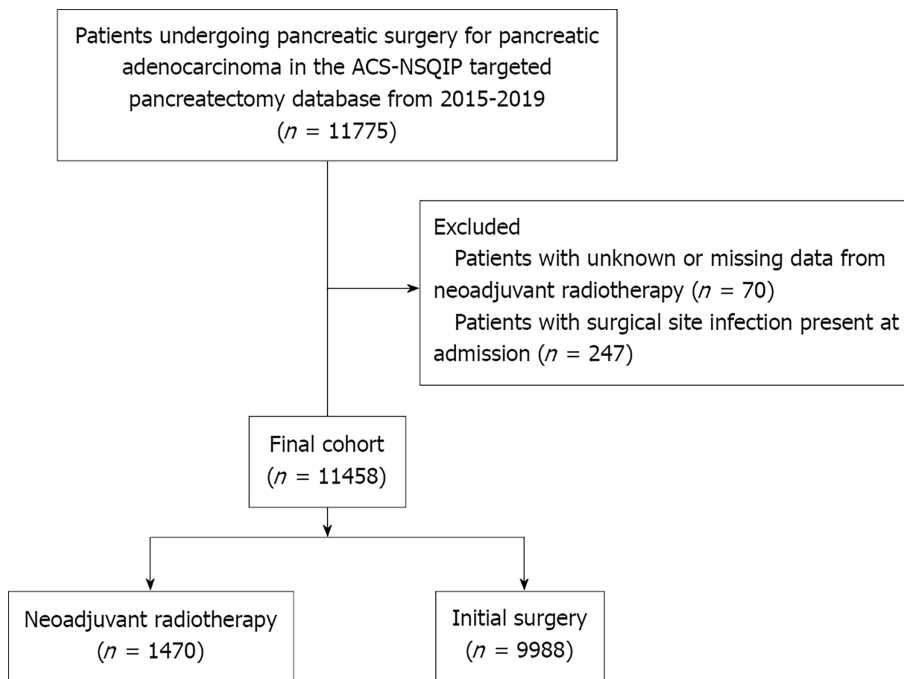 Patients undergoing pancreatic surgery for pancreatic
adenocarcinoma in the ACS-NSQIP targeted
pancreatectomy database from 2015-2019
(n = 11775)
Excluded
Patients with unknown or missing data from
neoadjuvant radiotherapy (n = 70)
Patients with surgical site infection present at
admission (n = 247)
Final cohort
(n = 11458)
Neoadjuvant radiotherapy
(n = 1470)
Initial surgery
(n = 9988)